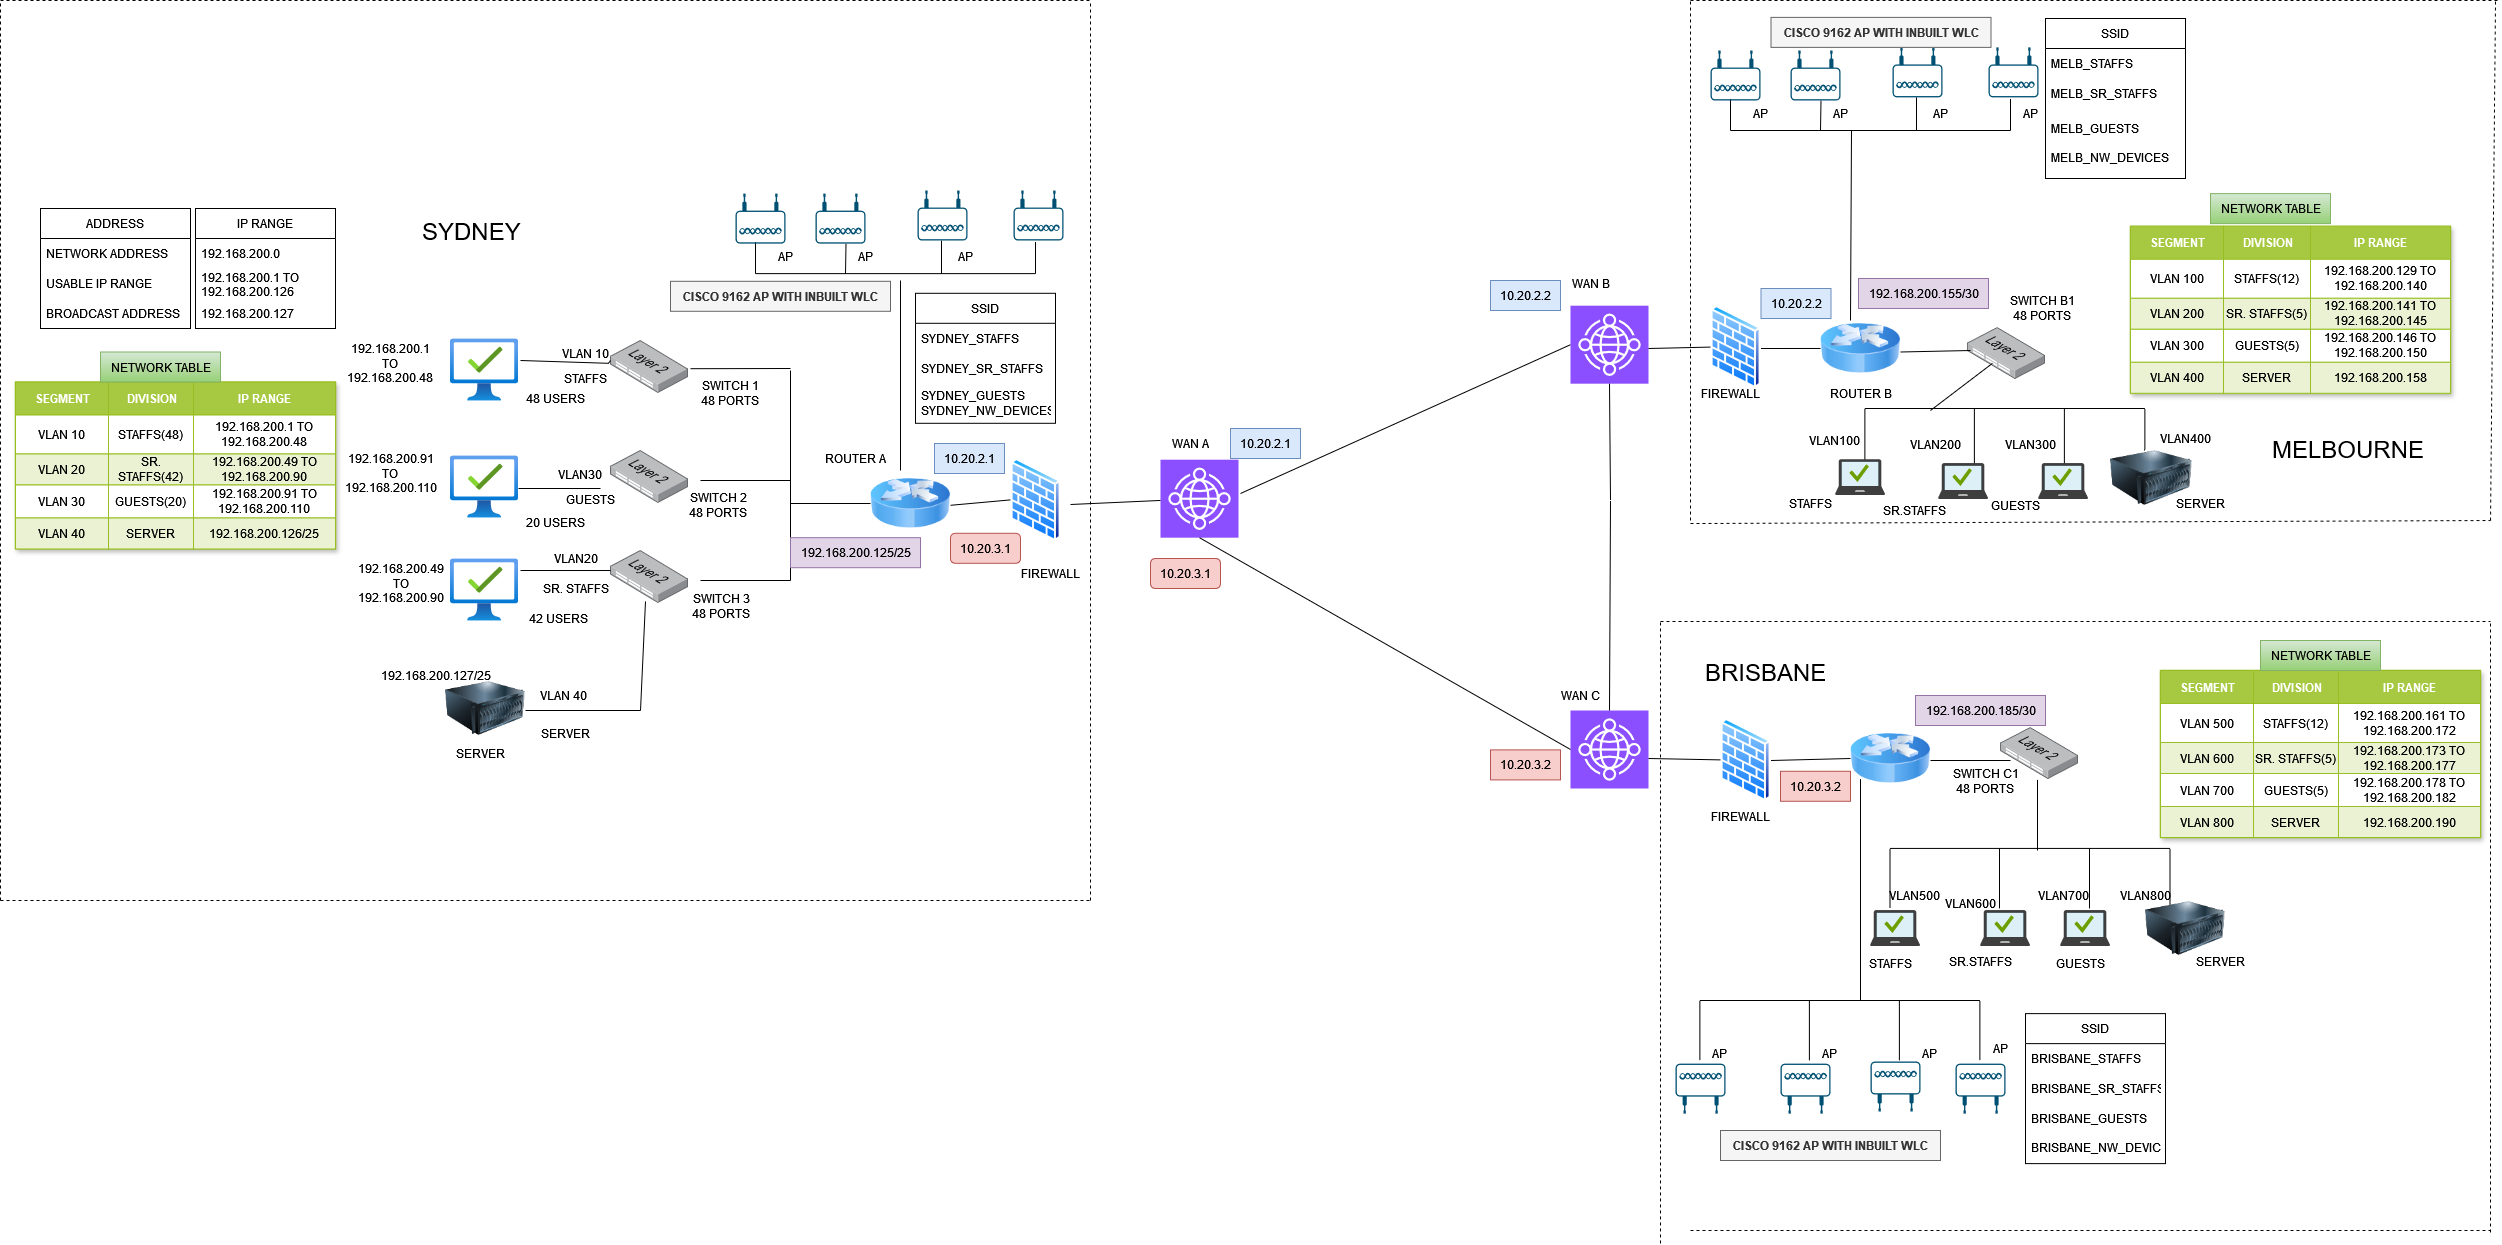 SYDNEY
ADDRESS
NETWORK ADDRESS
USABLE IP RANGE
BROADCAST ADDRESS
IP RANGE
192.168.200.0
192.168.200.1 TO
192.168.200.126
192.168.200.127
NETWORK TABLE
SEGMENT DIVISION IP RANGE
VLAN 10 STAFFS(48) 192.168.200.1 TO
192.168.200.48
VLAN 20 SR.
STAFFS(42) 192.168.200.49 TO
192.168.200.90
VLAN 30 GUESTS(20) 192.168.200.91 TO
192.168.200.110
VLAN 40 SERVER 192.168.200.126/25
192.168.200.1
TO
192.168.200.48
VLAN 10
STAFFS
48 USERS
Layer 2
SWITCH 1
48 PORTS
192.168.200.91
TO
192.168.200.110
VLAN30
GUESTS
20 USERS
Layer 2
SWITCH 2
48 PORTS
192.168.200.49
TO
192.168.200.90
VLAN20
SR. STAFFS
42 USERS
Layer 2
SWITCH 3
48 PORTS
192.168.200.127/25
VLAN 40
SERVER
SERVER
AP
AP
AP
CISCO 9162 AP WITH INBUILT WLC
SSID
SYDNEY_STAFFS
SYDNEY_SR_STAFFS
SYDNEY_GUESTS
SYDNEY_NW_DEVICES
ROUTER A
10.20.2.1
192.168.200.125/25
10.20.3.1
FIREWALL
WAN A
10.20.2.1
10.20.3.1
WAN B
10.20.2.2
WAN C
10.20.3.2
CISCO 9162 AP WITH INBUILT WLC
AP
AP
AP
AP
SSID
MELB_STAFFS
MELB_SR_STAFFS
MELB_GUESTS
MELB_NW_DEVICES
NETWORK TABLE
SEGMENT DIVISION IP RANGE
VLAN 100 STAFFS(12) 192.168.200.129 TO
192.168.200.140
VLAN 200 SR. STAFFS(5) 192.168.200.141 TO
192.168.200.145
VLAN 300 GUESTS(5) 192.168.200.146 TO
192.168.200.150
VLAN 400 SERVER 192.168.200.158
10.20.2.2
192.168.200.155/30
SWITCH B1
48 PORTS
Layer 2
FIREWALL
ROUTER B
MELBOURNE
VLAN100
VLAN200
VLAN300
VLAN400
STAFFS
SR.STAFFS
GUESTS
SERVER
BRISBANE
NETWORK TABLE
SEGMENT DIVISION IP RANGE
VLAN 500 STAFFS(12) 192.168.200.161 TO
192.168.200.172
VLAN 600 SR. STAFFS(5) 192.168.200.173 TO
192.168.200.177
VLAN 700 GUESTS(5) 192.168.200.178 TO
192.168.200.182
VLAN 800 SERVER 192.168.200.190
192.168.200.185/30
Layer 2
SWITCH C1
48 PORTS
10.20.3.2
FIREWALL
VLAN500
VLAN600
VLAN700
VLAN800
STAFFS
SR.STAFFS
GUESTS
SERVER
AP
AP
AP
AP
CISCO 9162 AP WITH INBUILT WLC
SSID
BRISBANE_STAFFS
BRISBANE_SR_STAFFS
BRISBANE_GUESTS
BRISBANE_NW_DEVIC